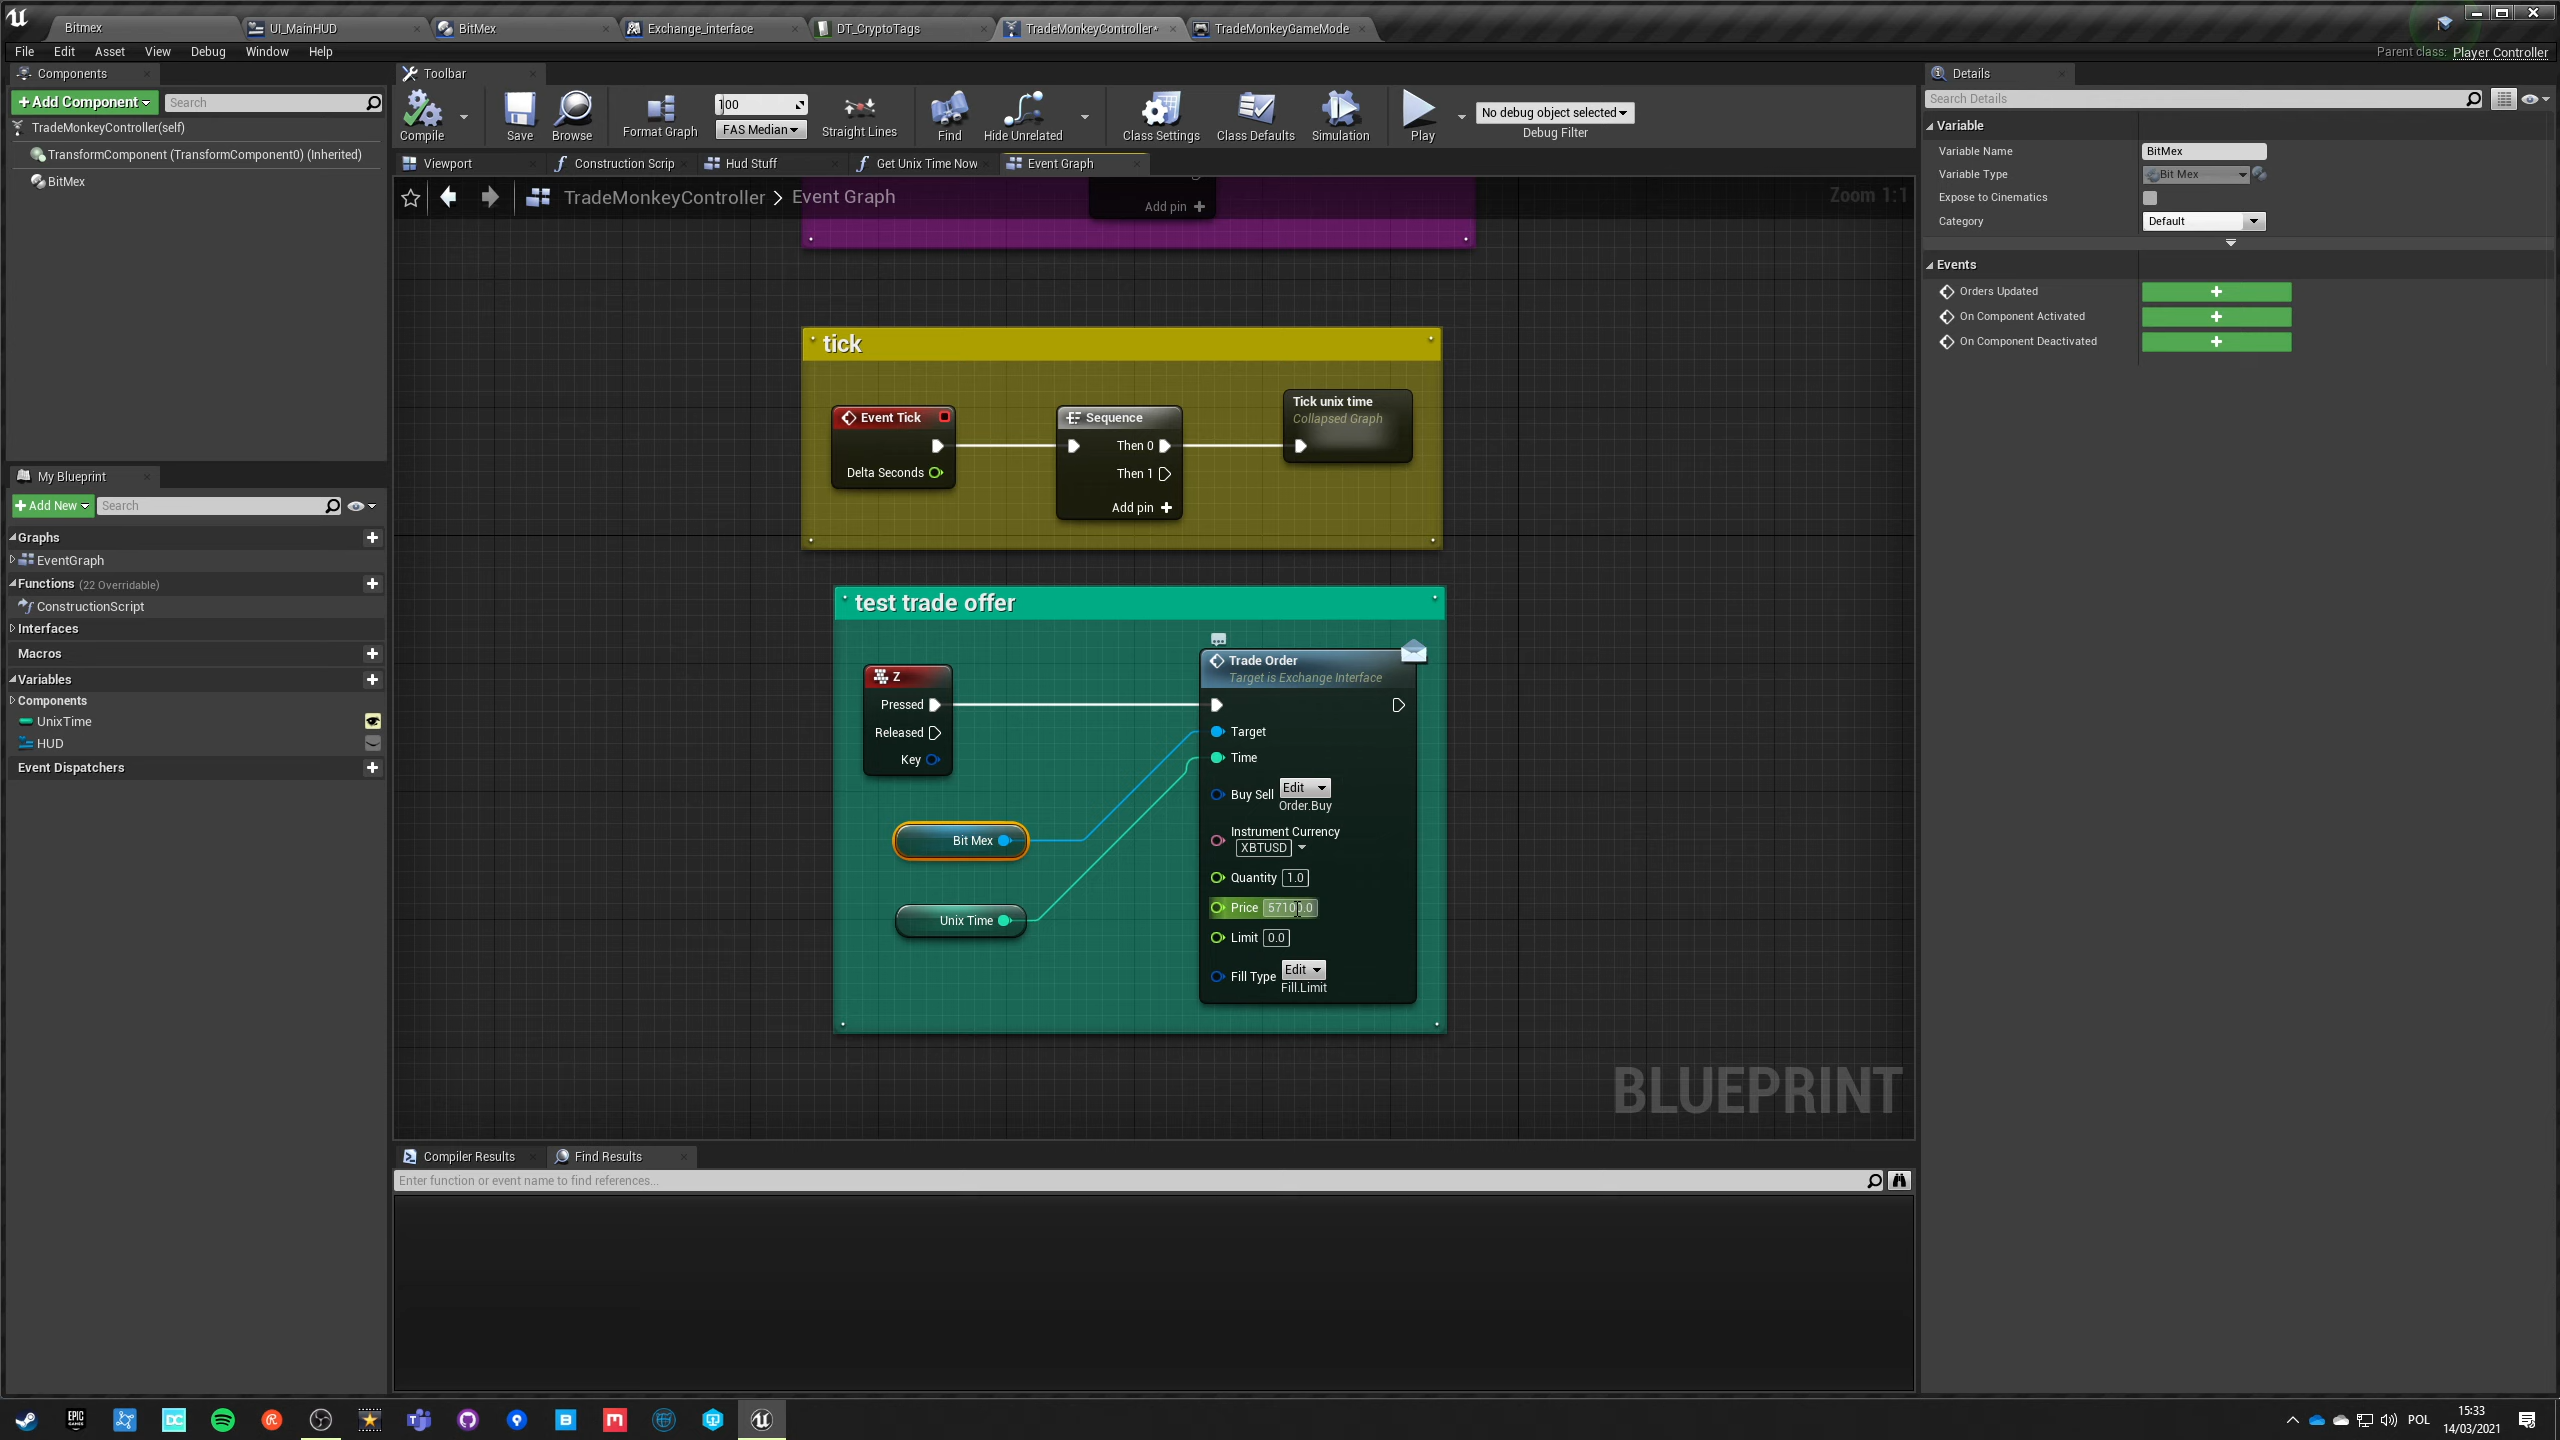 Bitmex
UI_MainHUD
BitMex
Exchange_interface
DT_CryptoTags
TradeMonkeyController*
TradeMonkeyGameMode
File Edit Asset View Debug Window Help
Parent class: Player Controller
Components
+Add Component
Search
TradeMonkeyController(self)
TransformComponent (TransformComponent0) (Inherited)
BitMex
Toolbar
Compile
Save
Browse
Format Graph
100
FAS Median
Straight Lines
Find
Hide Unrelated
Class Settings
Class Defaults
Simulation
Play
No debug object selected
Debug Filter
Viewport
Construction Scrip
Hud Stuff
Get Unix Time Now
Event Graph
TradeMonkeyController > Event Graph
Zoom 1:1
Add pin
tick
Event Tick
Delta Seconds
Sequence
Then 0
Then 1
Add pin
Tick unix time
Collapsed Graph
test trade offer
Z
Pressed
Released
Key
Bit Mex
Unix Time
Trade Order
Target is Exchange Interface
Target
Time
Buy Sell Edit
Order.Buy
Instrument Currency
XBTUSD
Quantity 1.0
Price 57100.0
Limit 0.0
Fill Type Edit
Fill.Limit
BLUEPRINT
My Blueprint
+Add New
Search
Graphs
EventGraph
Functions (22 Overridable)
ConstructionScript
Interfaces
Macros
Variables
Components
UnixTime
HUD
Event Dispatchers
Compiler Results
Find Results
Enter function or event name to find references...
Details
Search Details
Variable
Variable Name BitMex
Variable Type Bit Mex
Expose to Cinematics
Category Default
Events
Orders Updated
On Component Activated
On Component Deactivated
POL
15:33
14/03/2021